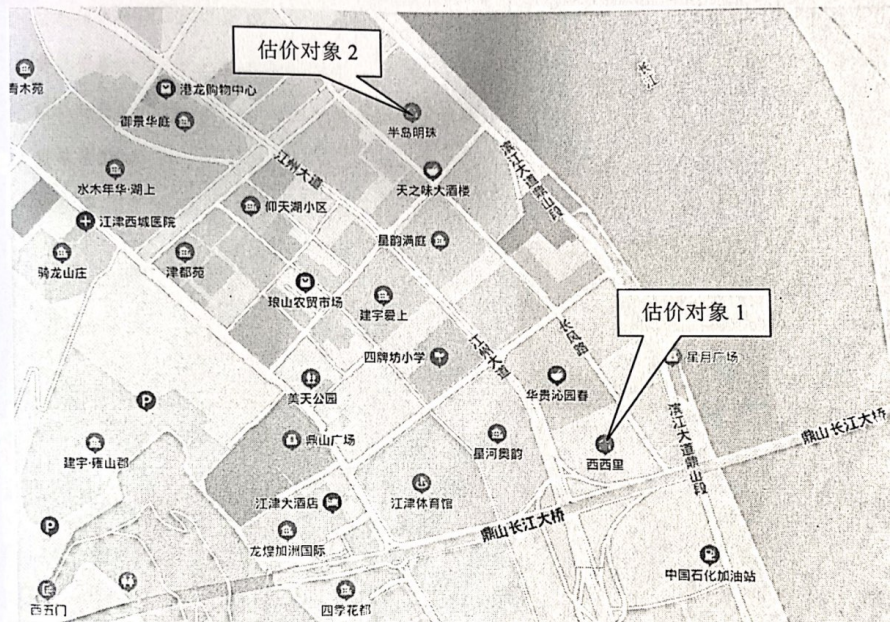 估价对象 2
长江
青木苑
港龙购物中心
御景华庭
半岛明珠
江州大道
滨江大道鼎山段
水木年华·湖上
天之味大酒楼
仰天湖小区
江津西城医院
星韵满庭
骑龙山庄
津都苑
琅山农贸市场
建宇爱上
估价对象 1
长风路
江州大道
四牌坊小学
星月广场
美天公园
华贵沁园春
滨江大道鼎山段
鼎山长江大桥
鼎山广场
星河奥韵
建宇·雍山郡
西西里
江津大酒店
江津体育馆
鼎山长江大桥
龙煌加洲国际
中国石化加油站
西五门
四季花都
P
P